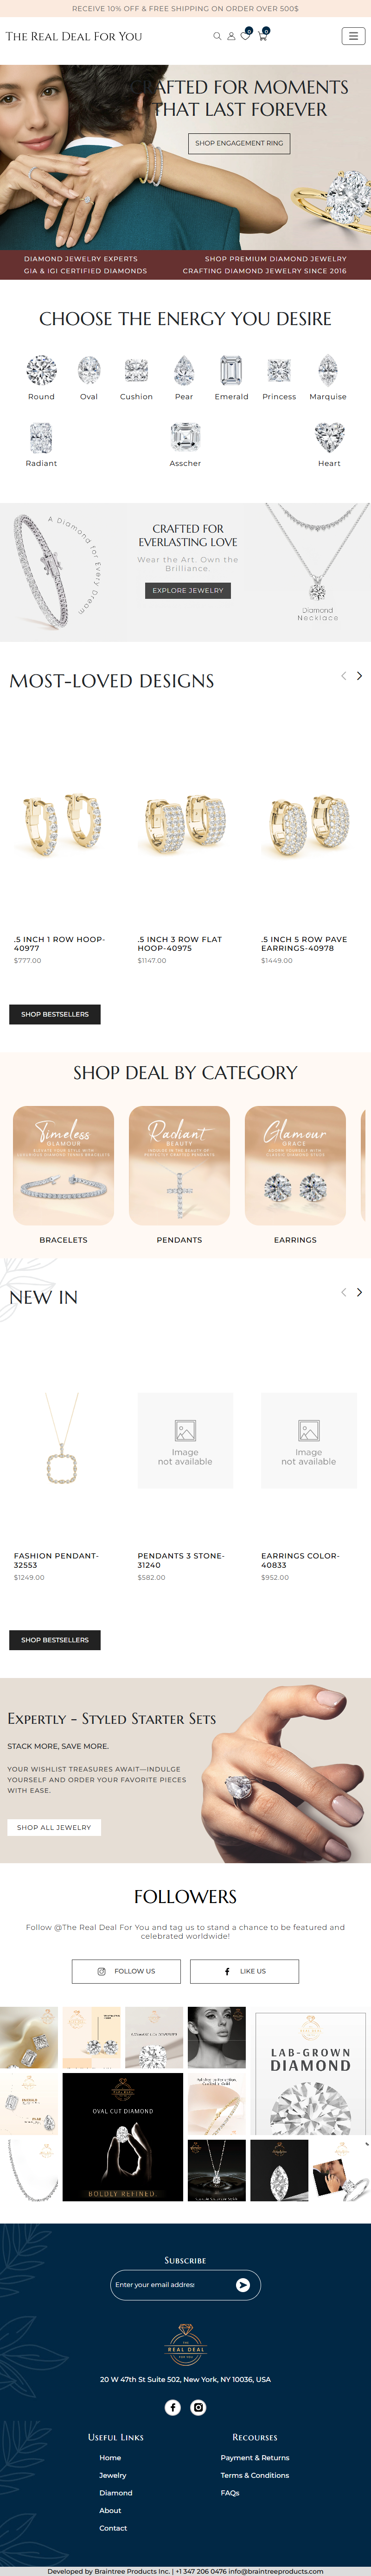 RECEIVE 10% OFF & FREE SHIPPING ON ORDER OVER 500$
THE REAL DEAL FOR YOU
0
0
CRAFTED FOR MOMENTS
THAT LAST FOREVER
SHOP ENGAGEMENT RING
DIAMOND JEWELRY EXPERTS
SHOP PREMIUM DIAMOND JEWELRY
GIA & IGI CERTIFIED DIAMONDS
CRAFTING DIAMOND JEWELRY SINCE 2016
CHOOSE THE ENERGY YOU DESIRE
Round
Oval
Cushion
Pear
Emerald
Princess
Marquise
Radiant
Asscher
Heart
A Diamond for Every Dream
CRAFTED FOR
EVERLASTING LOVE
Wear the Art. Own the
Brilliance.
EXPLORE JEWELRY
Diamond
Necklace
MOST-LOVED DESIGNS
.5 INCH 1 ROW HOOP-
40977
$777.00
.5 INCH 3 ROW FLAT
HOOP-40975
$1147.00
.5 INCH 5 ROW PAVE
EARRINGS-40978
$1449.00
SHOP BESTSELLERS
SHOP DEAL BY CATEGORY
Timeless
GLAMOUR
BRACELETS
Radiant
BEAUTY
PENDANTS
Glamour
GRACE
EARRINGS
NEW IN
FASHION PENDANT-
32553
$1249.00
Image
not available
PENDANTS 3 STONE-
31240
$582.00
Image
not available
EARRINGS COLOR-
40833
$952.00
SHOP BESTSELLERS
EXPERTLY - STYLED STARTER SETS
STACK MORE, SAVE MORE.
YOUR WISHLIST TREASURES AWAIT—INDULGE
YOURSELF AND ORDER YOUR FAVORITE PIECES
WITH EASE.
SHOP ALL JEWELRY
FOLLOWERS
Follow @The Real Deal For You and tag us to stand a chance to be featured and
celebrated worldwide!
FOLLOW US
LIKE US
LAB-GROWN
DIAMOND
OVAL CUT DIAMOND
BOLDLY REFINED.
SUBSCRIBE
Enter your email address
THE
REAL DEAL
FOR YOU
20 W 47th St Suite 502, New York, NY 10036, USA
USEFUL LINKS
Home
Jewelry
Diamond
About
Contact
RECOURSES
Payment & Returns
Terms & Conditions
FAQs
Developed by Braintree Products Inc. | +1 347 206 0476 info@braintreeproducts.com